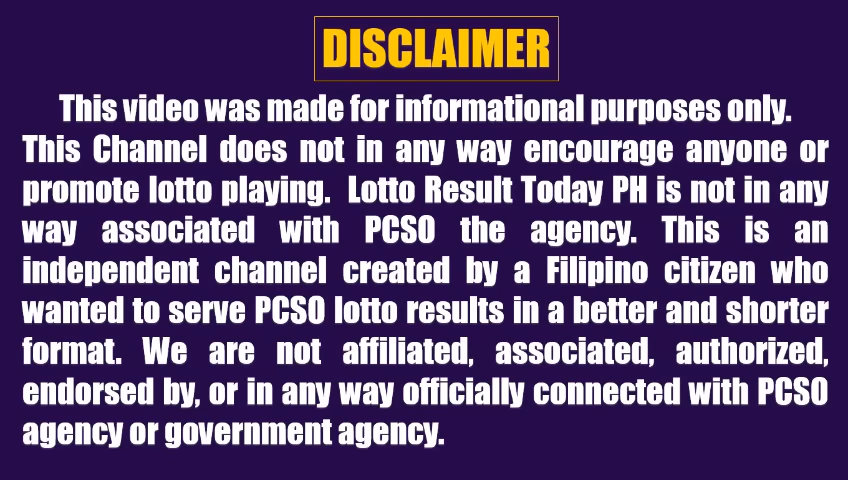 DISCLAIMER
This video was made for informational purposes only.
This Channel does not in any way encourage anyone or
promote lotto playing. Lotto Result Today PH is not in any
way associated with PCSO the agency. This is an
independent channel created by a Filipino citizen who
wanted to serve PCSO lotto results in a better and shorter
format. We are not affiliated, associated, authorized,
endorsed by, or in any way officially connected with PCSO
agency or government agency.